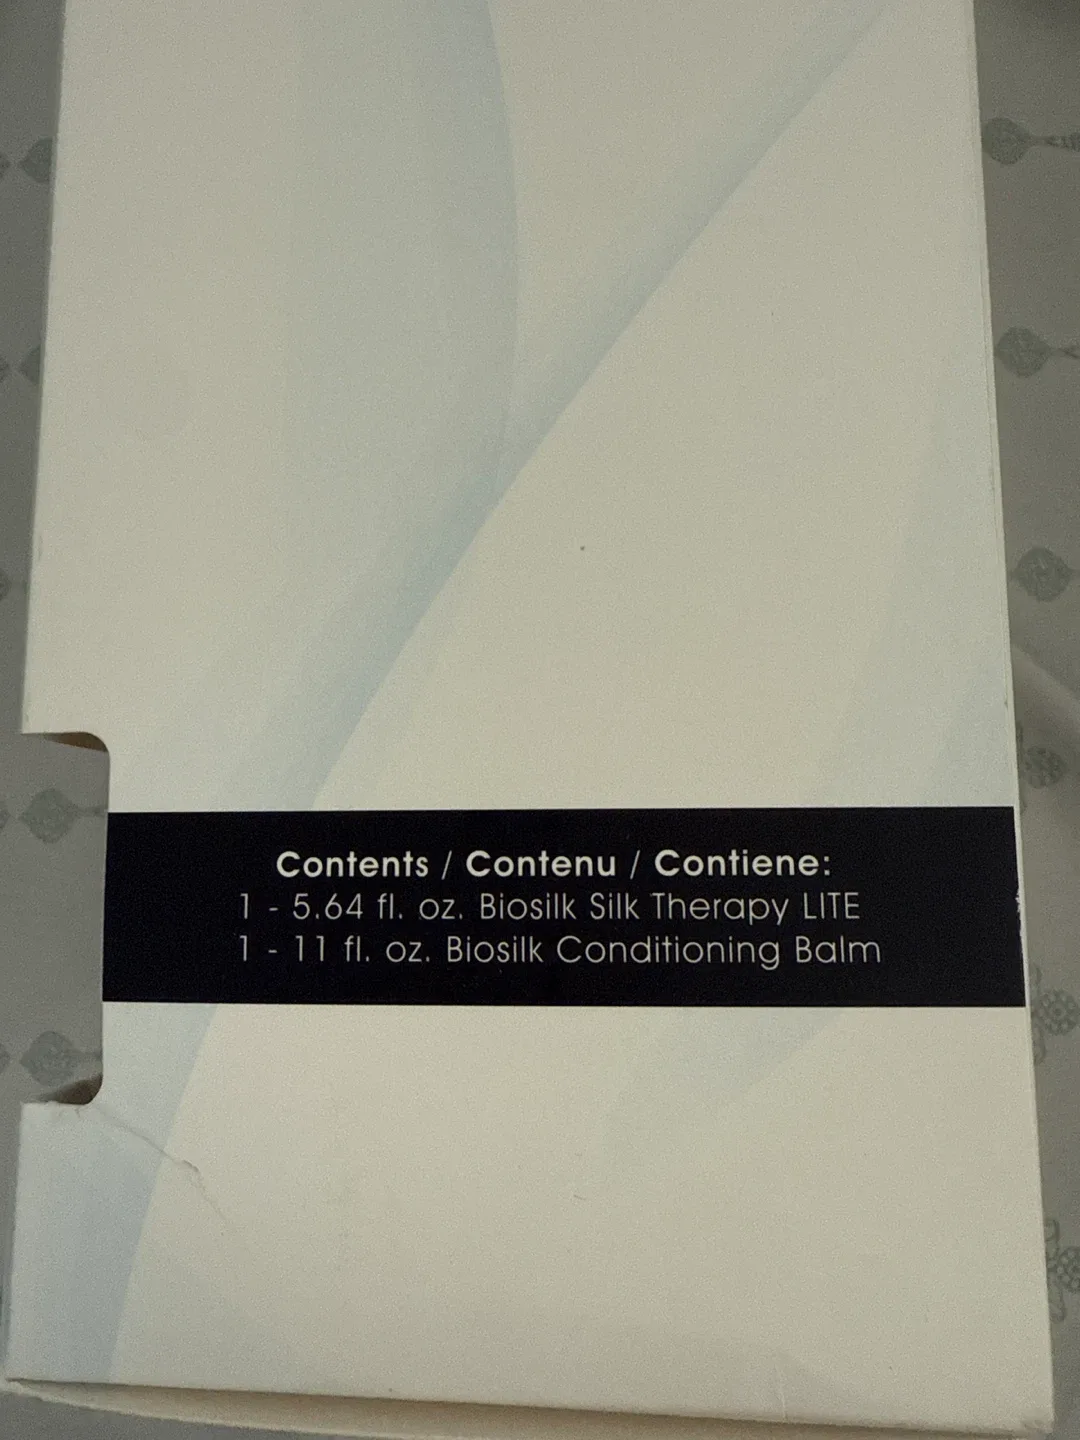 Contents / Contenu / Contiene:
1 - 5.64 fl. oz. Biosilk Silk Therapy LITE
1 - 11 fl. oz. Biosilk Conditioning Balm